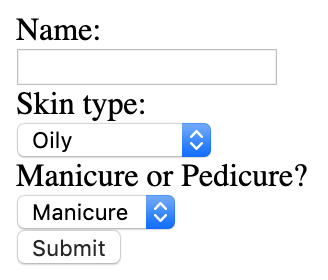 Name:
Skin type:
Oily
Manicure or Pedicure?
Manicure
Submit